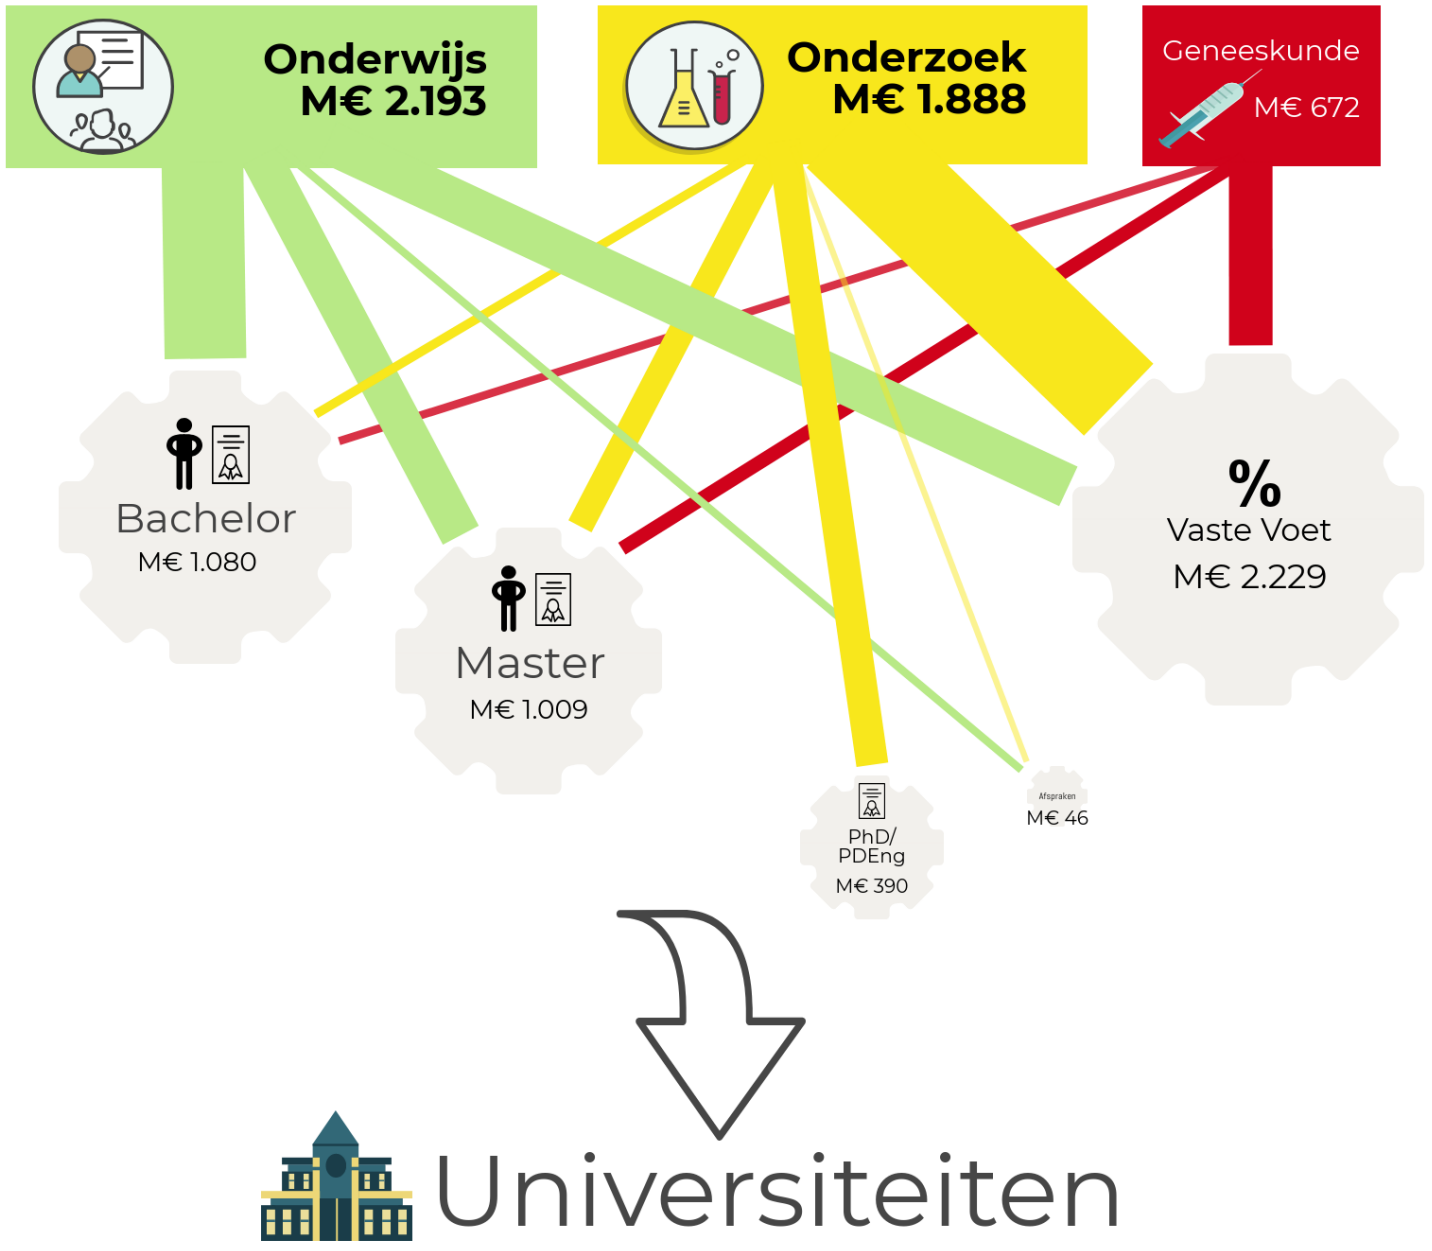 Onderwijs
M€ 2.193
Onderzoek
M€ 1.888
Geneeskunde
M€ 672
Bachelor
M€ 1.080
Master
M€ 1.009
%
Vaste Voet
M€ 2.229
PhD/
PDEng
M€ 390
Afspraken
M€ 46
Universiteiten